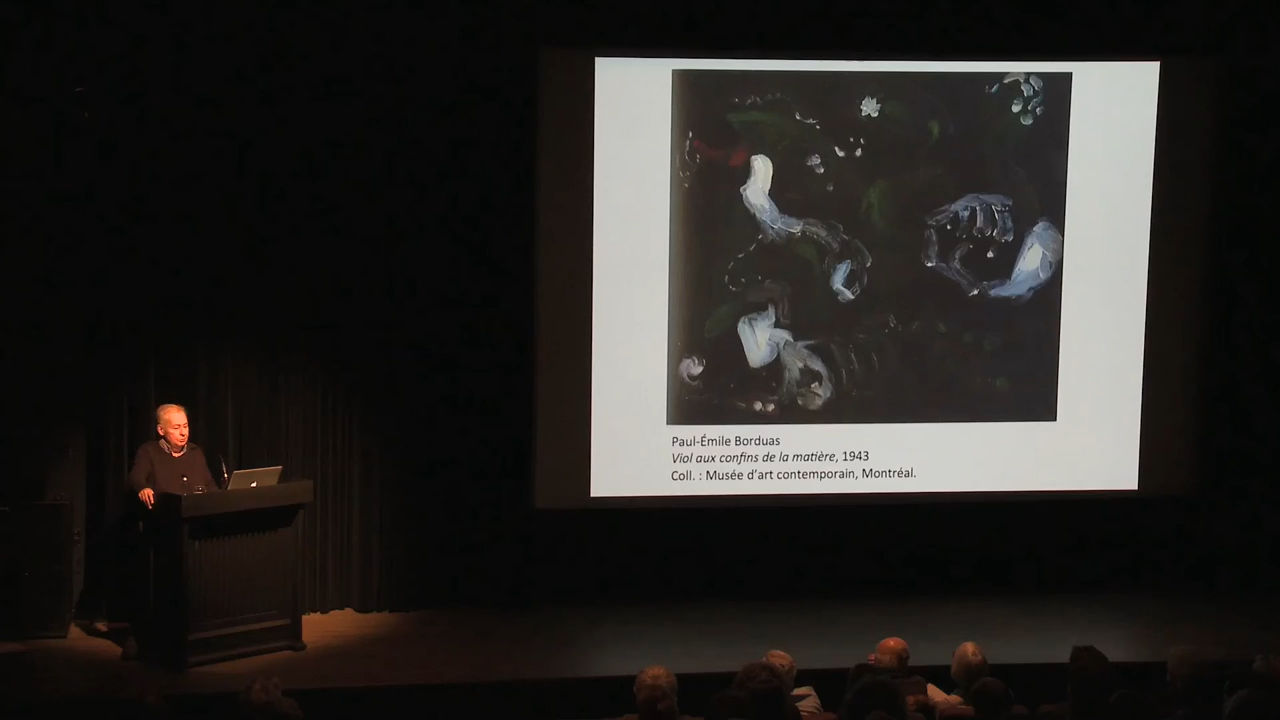 Paul-Émile Borduas
Viol aux confins de la matière, 1943
Coll. : Musée d'art contemporain, Montréal.